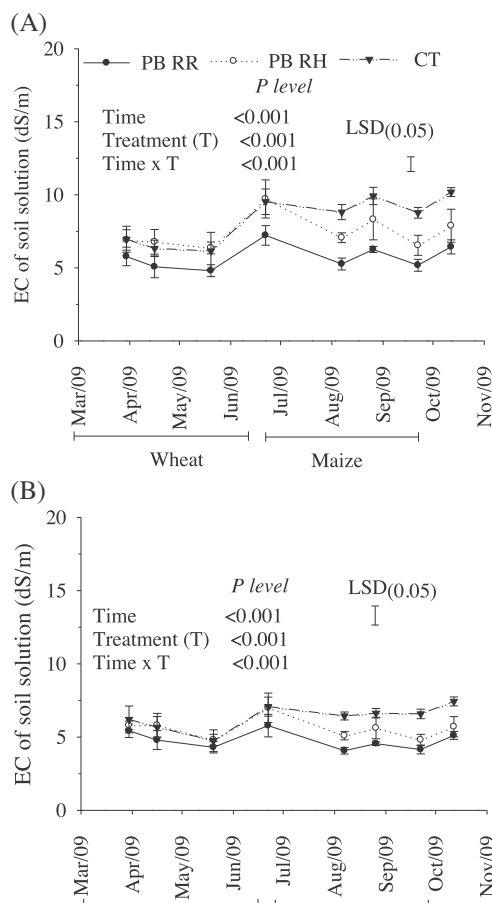 (A)
20
15
10
5
0
EC of soil solution (dS/m)
PB RR PB RH CT
P level
Time <0.001
Treatment (T) <0.001
Time x T <0.001
LSD(0.05)
Mar/09 Apr/09 May/09 Jun/09 Jul/09 Aug/09 Sep/09 Oct/09 Nov/09
Wheat Maize
(B)
20
15
10
5
0
EC of soil solution (dS/m)
P level
Time <0.001
Treatment (T) <0.001
Time x T <0.001
LSD(0.05)
Mar/09 Apr/09 May/09 Jun/09 Jul/09 Aug/09 Sep/09 Oct/09 Nov/09